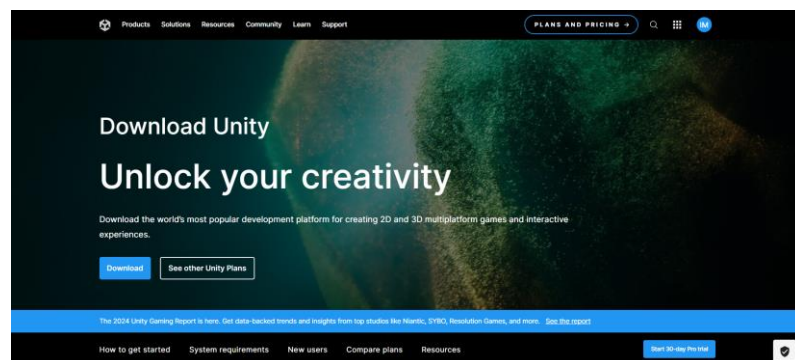 Products Solutions Resources Community Learn Support PLANS AND PRICING → IM
Download Unity
Unlock your creativity
Download the world's most popular development platform for creating 2D and 3D multiplatform games and interactive
experiences.
Download See other Unity Plans
The 2024 Unity Gaming Report is here. Get data-backed trends and insights from top studios like Niantic, SYBO, Resolution Games, and more. See the report
How to get started System requirements New users Compare plans Resources Start 30-day Pro trial